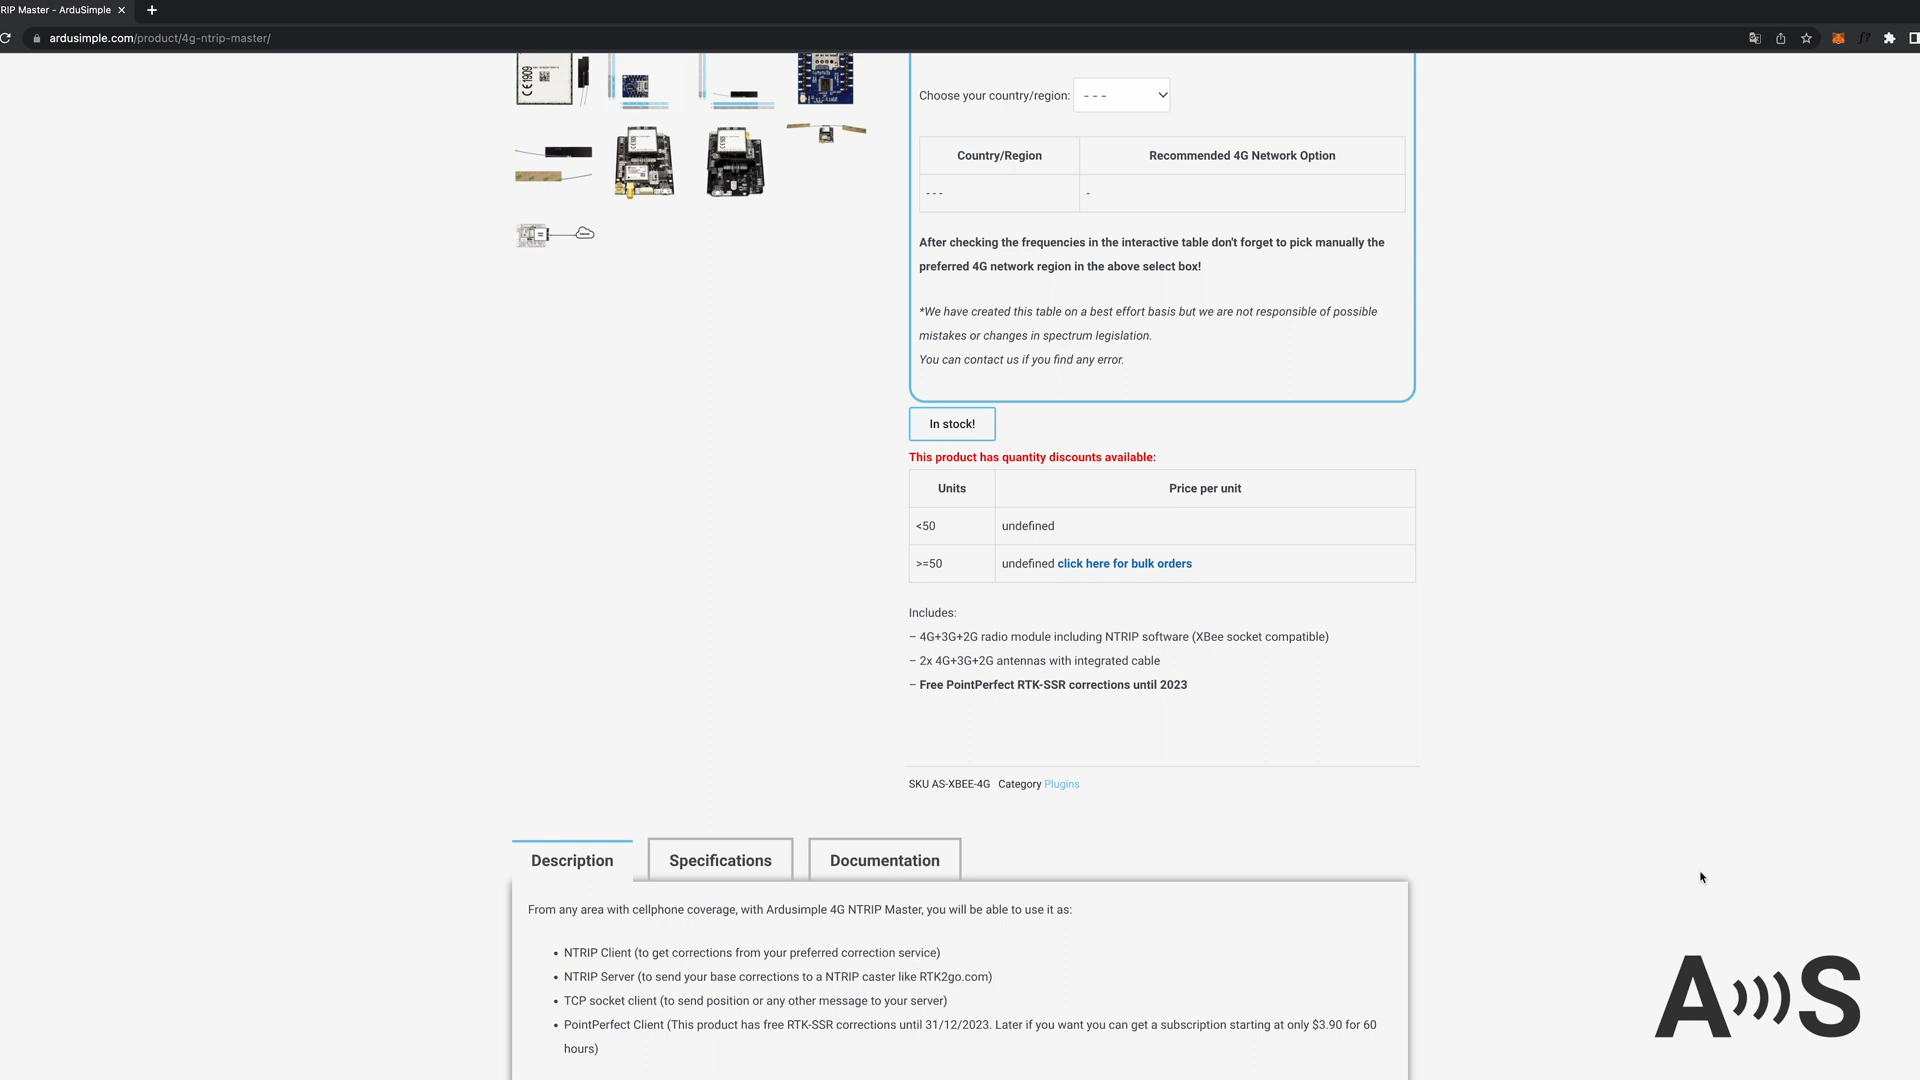 RIP Master - ArduSimple
ardusimple.com/product/4g-ntrip-master/
CE1909
Choose your country/region: - - -
Country/Region Recommended 4G Network Option
- - - -
After checking the frequencies in the interactive table don't forget to pick manually the
preferred 4G network region in the above select box!
*We have created this table on a best effort basis but we are not responsible of possible
mistakes or changes in spectrum legislation.
You can contact us if you find any error.
In stock!
This product has quantity discounts available:
Units Price per unit
<50 undefined
>=50 undefined click here for bulk orders
Includes:
– 4G+3G+2G radio module including NTRIP software (XBee socket compatible)
– 2x 4G+3G+2G antennas with integrated cable
– Free PointPerfect RTK-SSR corrections until 2023
SKU AS-XBEE-4G Category Plugins
Description Specifications Documentation
From any area with cellphone coverage, with Ardusimple 4G NTRIP Master, you will be able to use it as:
• NTRIP Client (to get corrections from your preferred correction service)
• NTRIP Server (to send your base corrections to a NTRIP caster like RTK2go.com)
• TCP socket client (to send position or any other message to your server)
• PointPerfect Client (This product has free RTK-SSR corrections until 31/12/2023. Later if you want you can get a subscription starting at only $3.90 for 60
hours)
A S